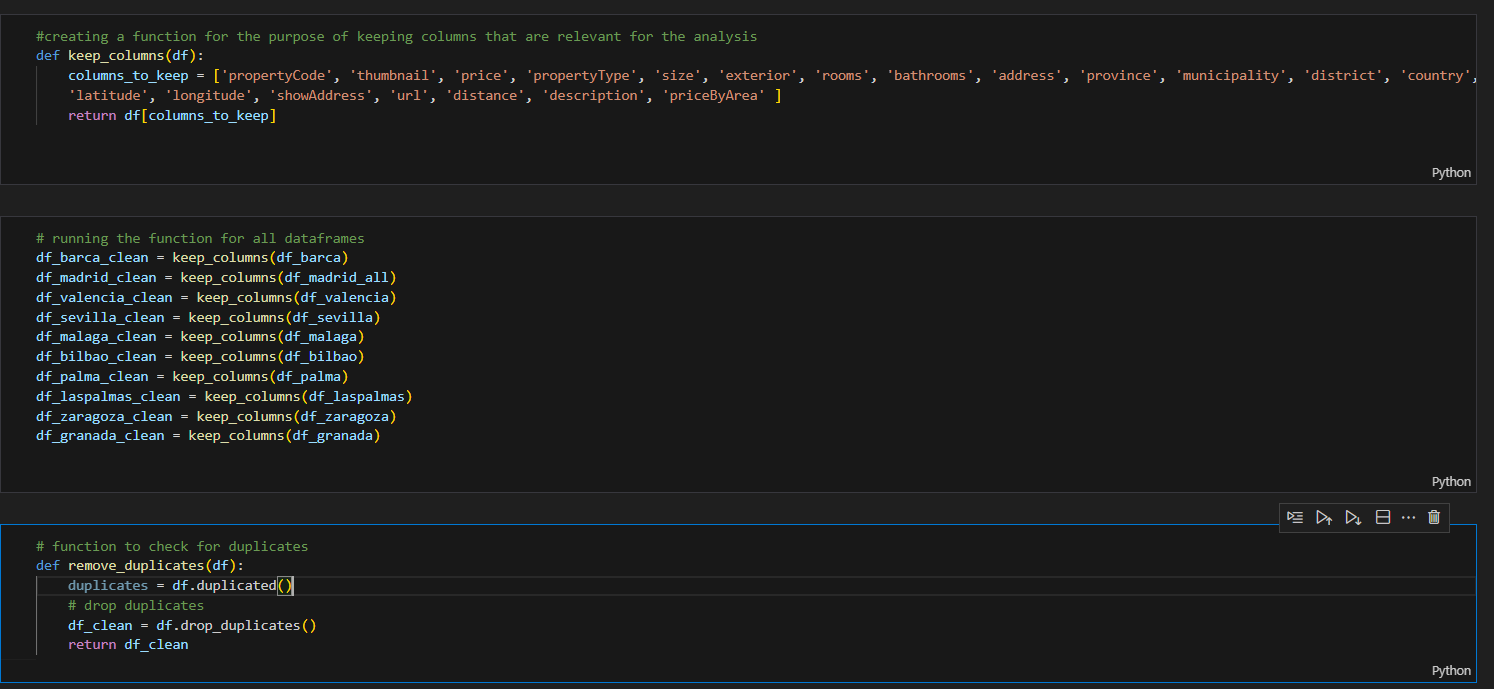 #creating a function for the purpose of keeping columns that are relevant for the analysis
def keep_columns(df):
    columns_to_keep = ['propertyCode', 'thumbnail', 'price', 'propertyType', 'size', 'exterior', 'rooms', 'bathrooms', 'address', 'province', 'municipality', 'district', 'country',
    'latitude', 'longitude', 'showAddress', 'url', 'distance', 'description', 'priceByArea' ]
    return df[columns_to_keep]
Python
# running the function for all dataframes
df_barca_clean = keep_columns(df_barca)
df_madrid_clean = keep_columns(df_madrid_all)
df_valencia_clean = keep_columns(df_valencia)
df_sevilla_clean = keep_columns(df_sevilla)
df_malaga_clean = keep_columns(df_malaga)
df_bilbao_clean = keep_columns(df_bilbao)
df_palma_clean = keep_columns(df_palma)
df_laspalmas_clean = keep_columns(df_laspalmas)
df_zaragoza_clean = keep_columns(df_zaragoza)
df_granada_clean = keep_columns(df_granada)
Python
# function to check for duplicates
def remove_duplicates(df):
    duplicates = df.duplicated()
    # drop duplicates
    df_clean = df.drop_duplicates()
    return df_clean
Python